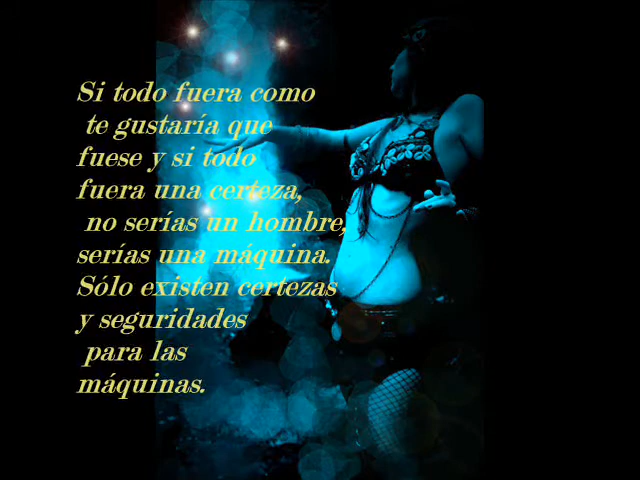 Si todo fuera como
te gustaría que
fuese y si todo
fuera una certeza,
no serías un hombre,
serías una máquina.
Sólo existen certezas
y seguridades
para las
máquinas.